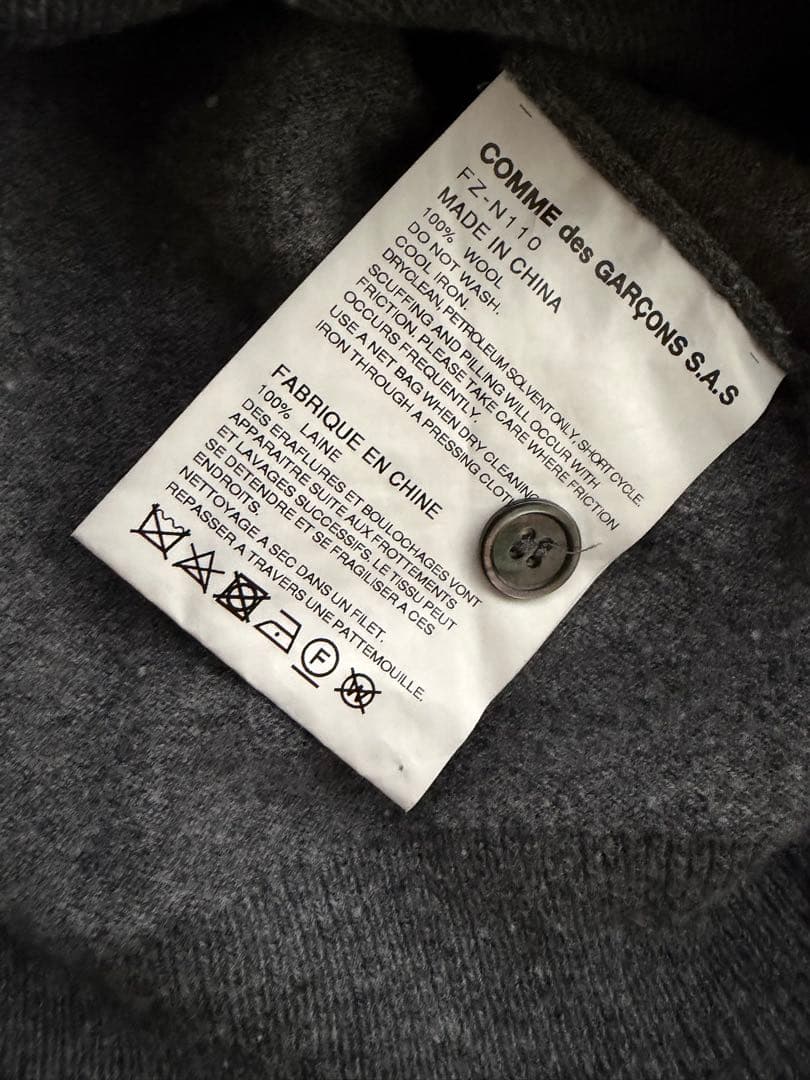 COMME des GARÇONS S.A.S
FZ-N110
MADE IN CHINA
100% WOOL
DO NOT WASH.
COOL IRON.
DRYCLEAN, PETROLEUM SOLVENT ONLY, SHORT CYCLE.
SCUFFING AND PILLING WILL OCCUR WITH
FRICTION. PLEASE TAKE CARE WHERE FRICTION
OCCURS FREQUENTLY.
USE A NET BAG WHEN DRY CLEANING
IRON THROUGH A PRESSING CLOTH
FABRIQUE EN CHINE
100% LAINE
DES ERAFLURES ET BOULOCHAGES VONT
APPARAITRE SUITE AUX FROTTEMENTS
ET LAVAGES SUCCESSIFS, LE TISSU PEUT
SE DETENDRE ET SE FRAGILISER A CES
ENDROITS.
NETTOYAGE A SEC DANS UN FILET.
REPASSER A TRAVERS UNE PATTEMOUILLE.
F W